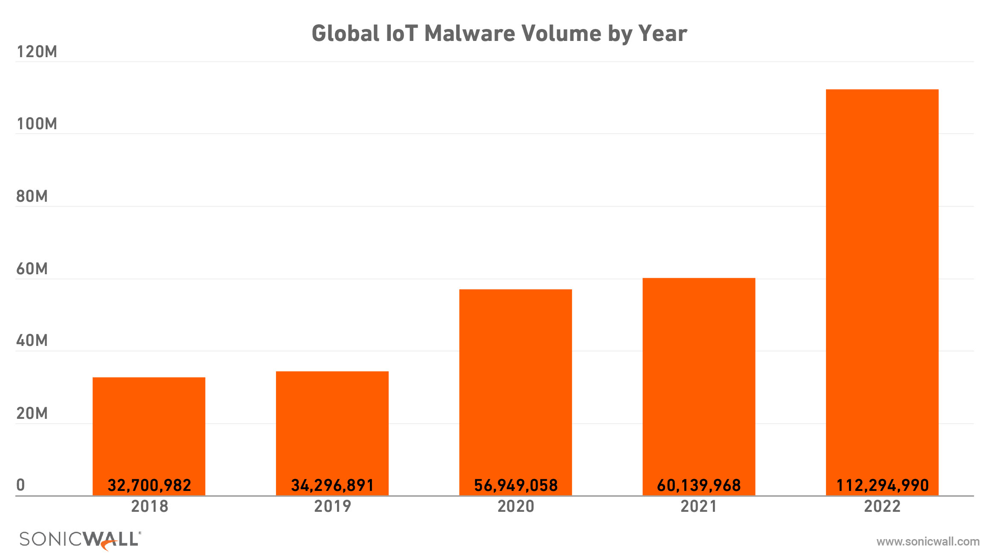 Global IoT Malware Volume by Year
120M
100M
80M
60M
40M
20M
0
32,700,982
34,296,891
56,949,058
60,139,968
112,294,990
2018
2019
2020
2021
2022
SONICWALL®
www.sonicwall.com